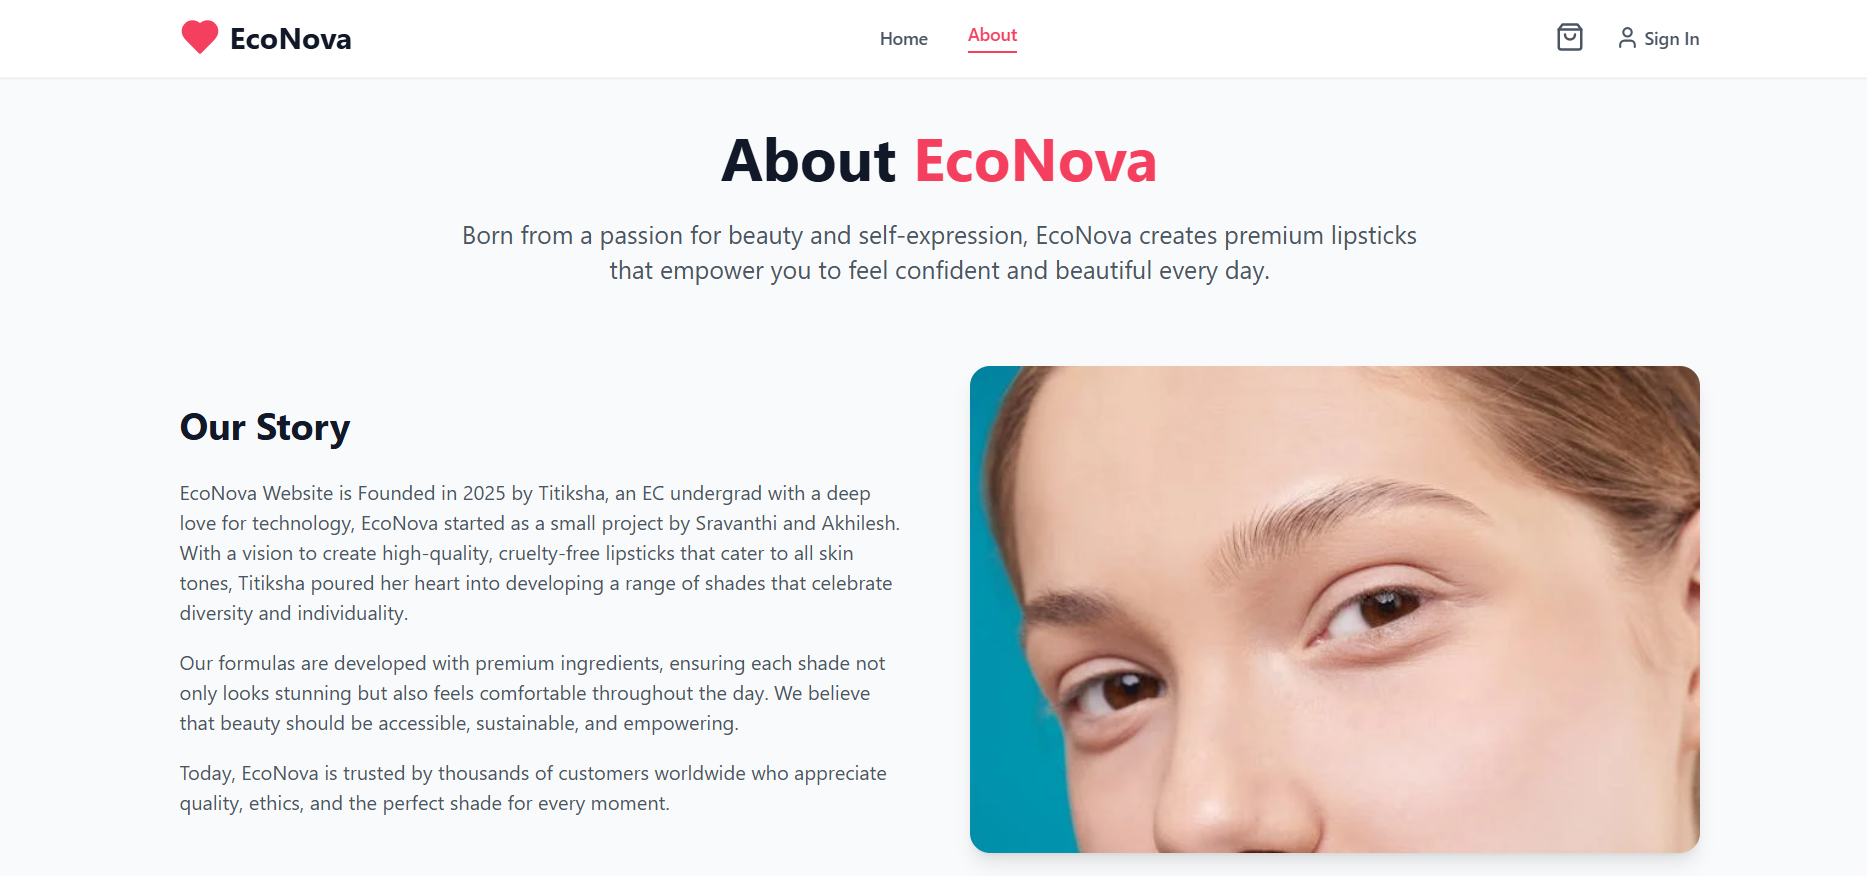 EcoNova
Home
About
Sign In
About EcoNova
Born from a passion for beauty and self-expression, EcoNova creates premium lipsticks
that empower you to feel confident and beautiful every day.
Our Story
EcoNova Website is Founded in 2025 by Titiksha, an EC undergrad with a deep
love for technology, EcoNova started as a small project by Sravanthi and Akhilesh.
With a vision to create high-quality, cruelty-free lipsticks that cater to all skin
tones, Titiksha poured her heart into developing a range of shades that celebrate
diversity and individuality.
Our formulas are developed with premium ingredients, ensuring each shade not
only looks stunning but also feels comfortable throughout the day. We believe
that beauty should be accessible, sustainable, and empowering.
Today, EcoNova is trusted by thousands of customers worldwide who appreciate
quality, ethics, and the perfect shade for every moment.